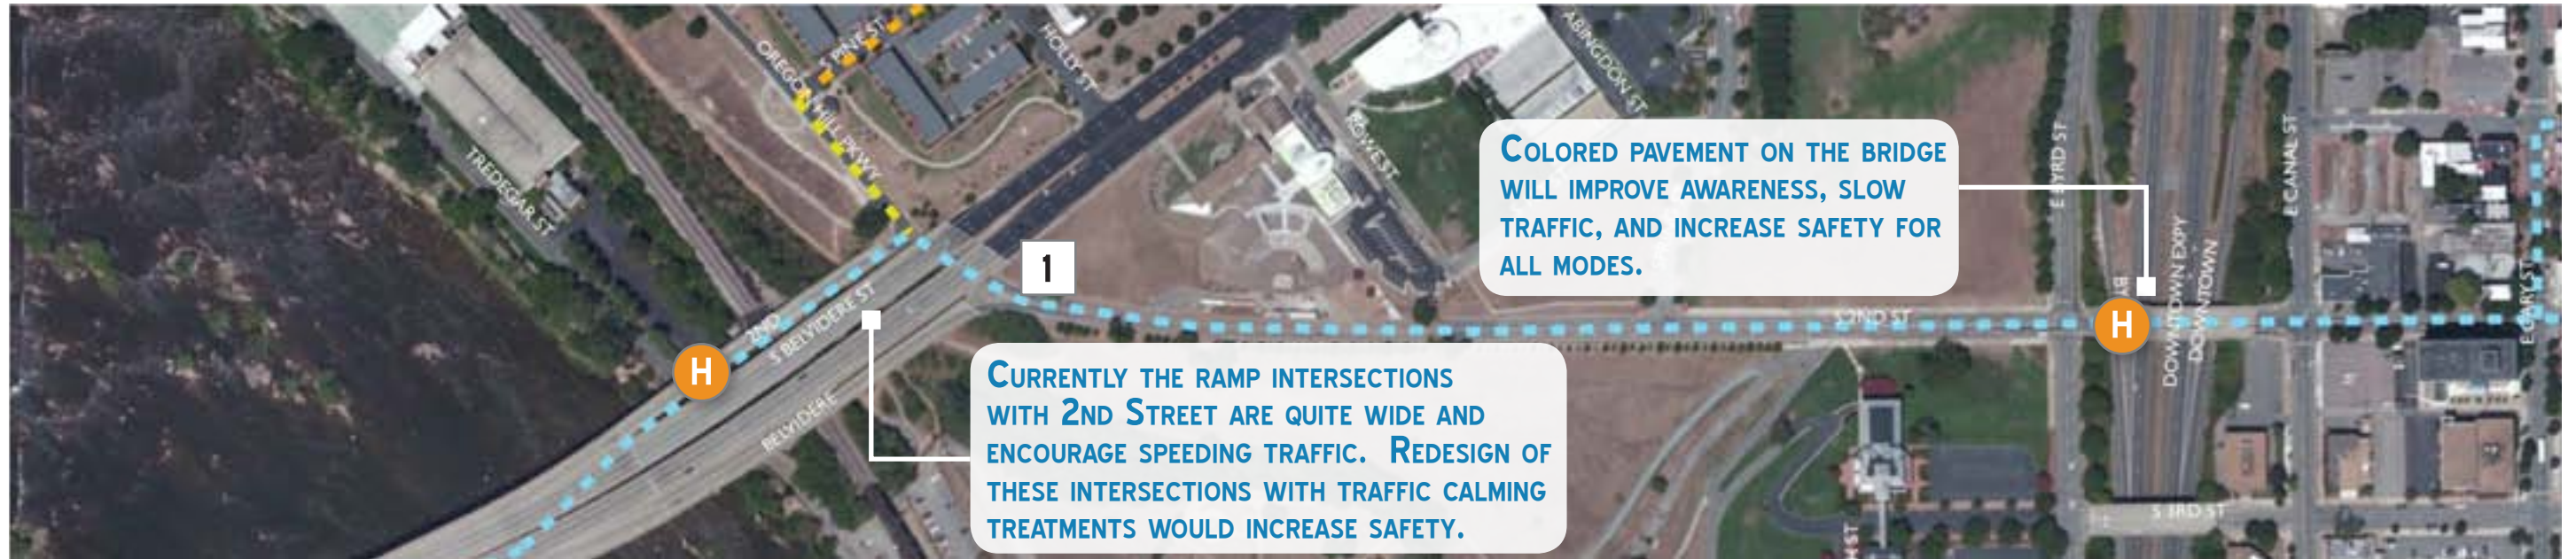 S PINE ST
OREGON HILL PKWY
HOLLY ST
ABINGDON ST
ROWEST
TREDEGAR ST
Colored pavement on the bridge
will improve awareness, slow
traffic, and increase safety for
all modes.
E BYRD ST
E CANAL ST
1
2ND
S BELVIDERE ST
BELVIDERE
H
S 2ND ST
H
DOWNTOWN EXPY
DOWNTOWN
E CARY ST
Currently the ramp intersections
with 2nd Street are quite wide and
encourage speeding traffic. Redesign of
these intersections with traffic calming
treatments would increase safety.
S 3RD ST